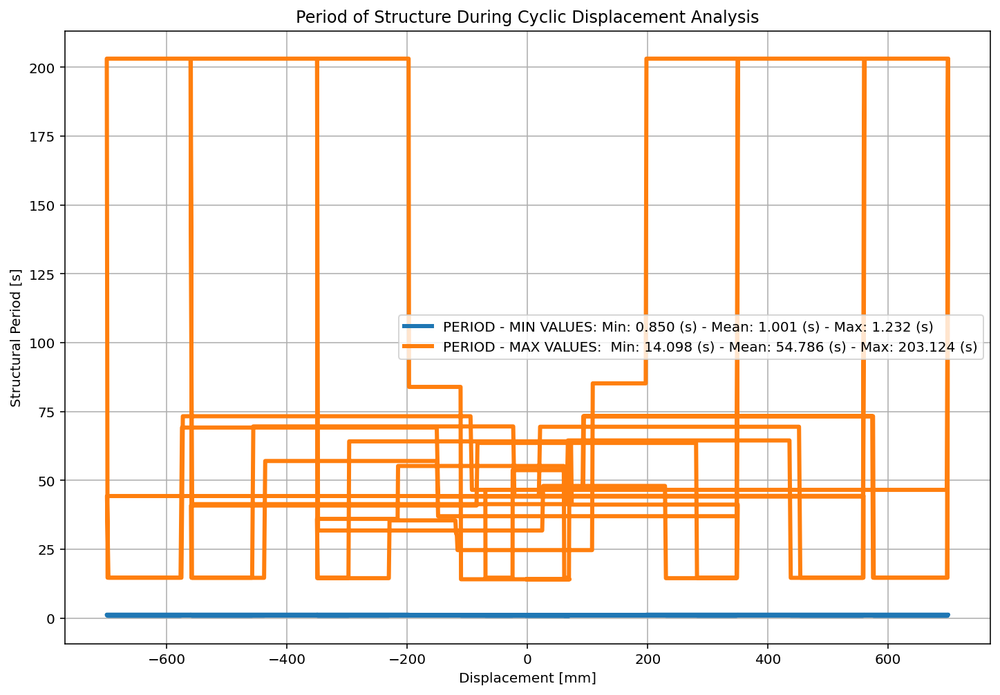 Period of Structure During Cyclic Displacement Analysis
Structural Period [s]
200
175
150
125
100
75
50
25
0
PERIOD - MIN VALUES: Min: 0.850 (s) - Mean: 1.001 (s) - Max: 1.232 (s)
PERIOD - MAX VALUES:  Min: 14.098 (s) - Mean: 54.786 (s) - Max: 203.124 (s)
−600 −400 −200 0 200 400 600
Displacement [mm]